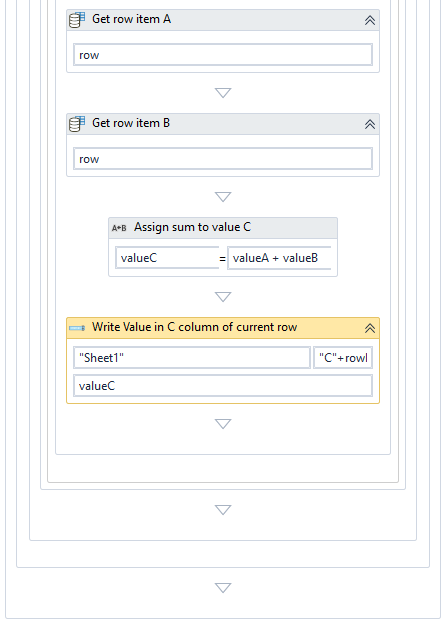 Get row item A
row
Get row item B
row
A+B Assign sum to value C
valueC = valueA + valueB
Write Value in C column of current row
"Sheet1" "C"+rowI
valueC